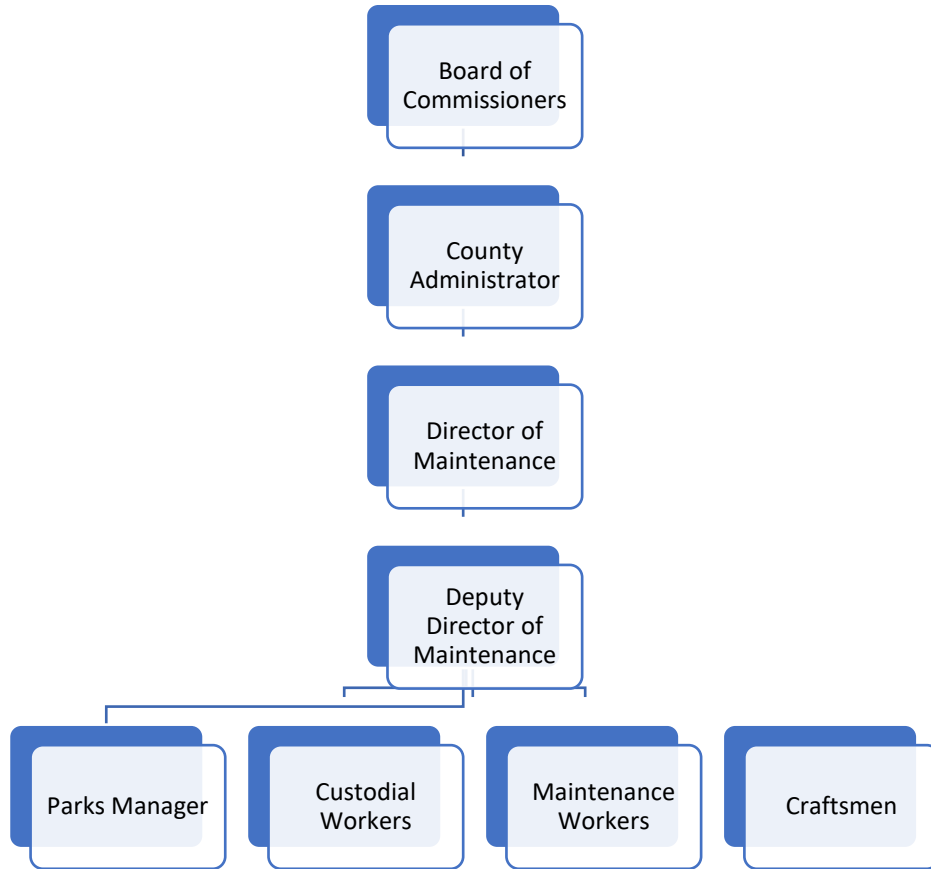 Board of
Commissioners
County
Administrator
Director of
Maintenance
Deputy
Director of
Maintenance
Parks Manager
Custodial
Workers
Maintenance
Workers
Craftsmen